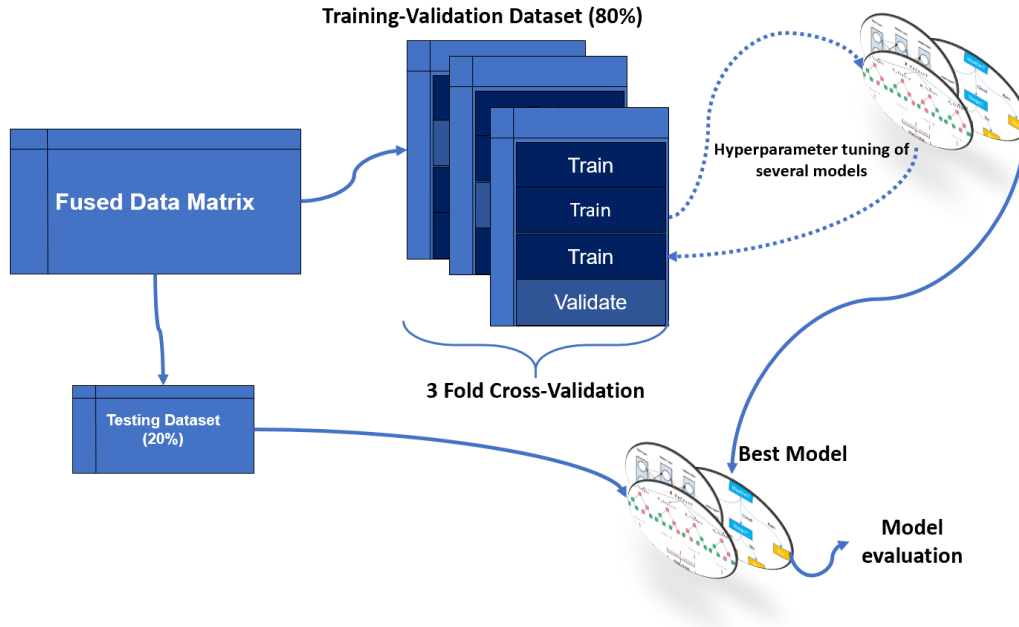 Training-Validation Dataset (80%)
Fused Data Matrix
Train
Train
Train
Validate
Hyperparameter tuning of
several models
3 Fold Cross-Validation
Testing Dataset
(20%)
Best Model
Model
evaluation